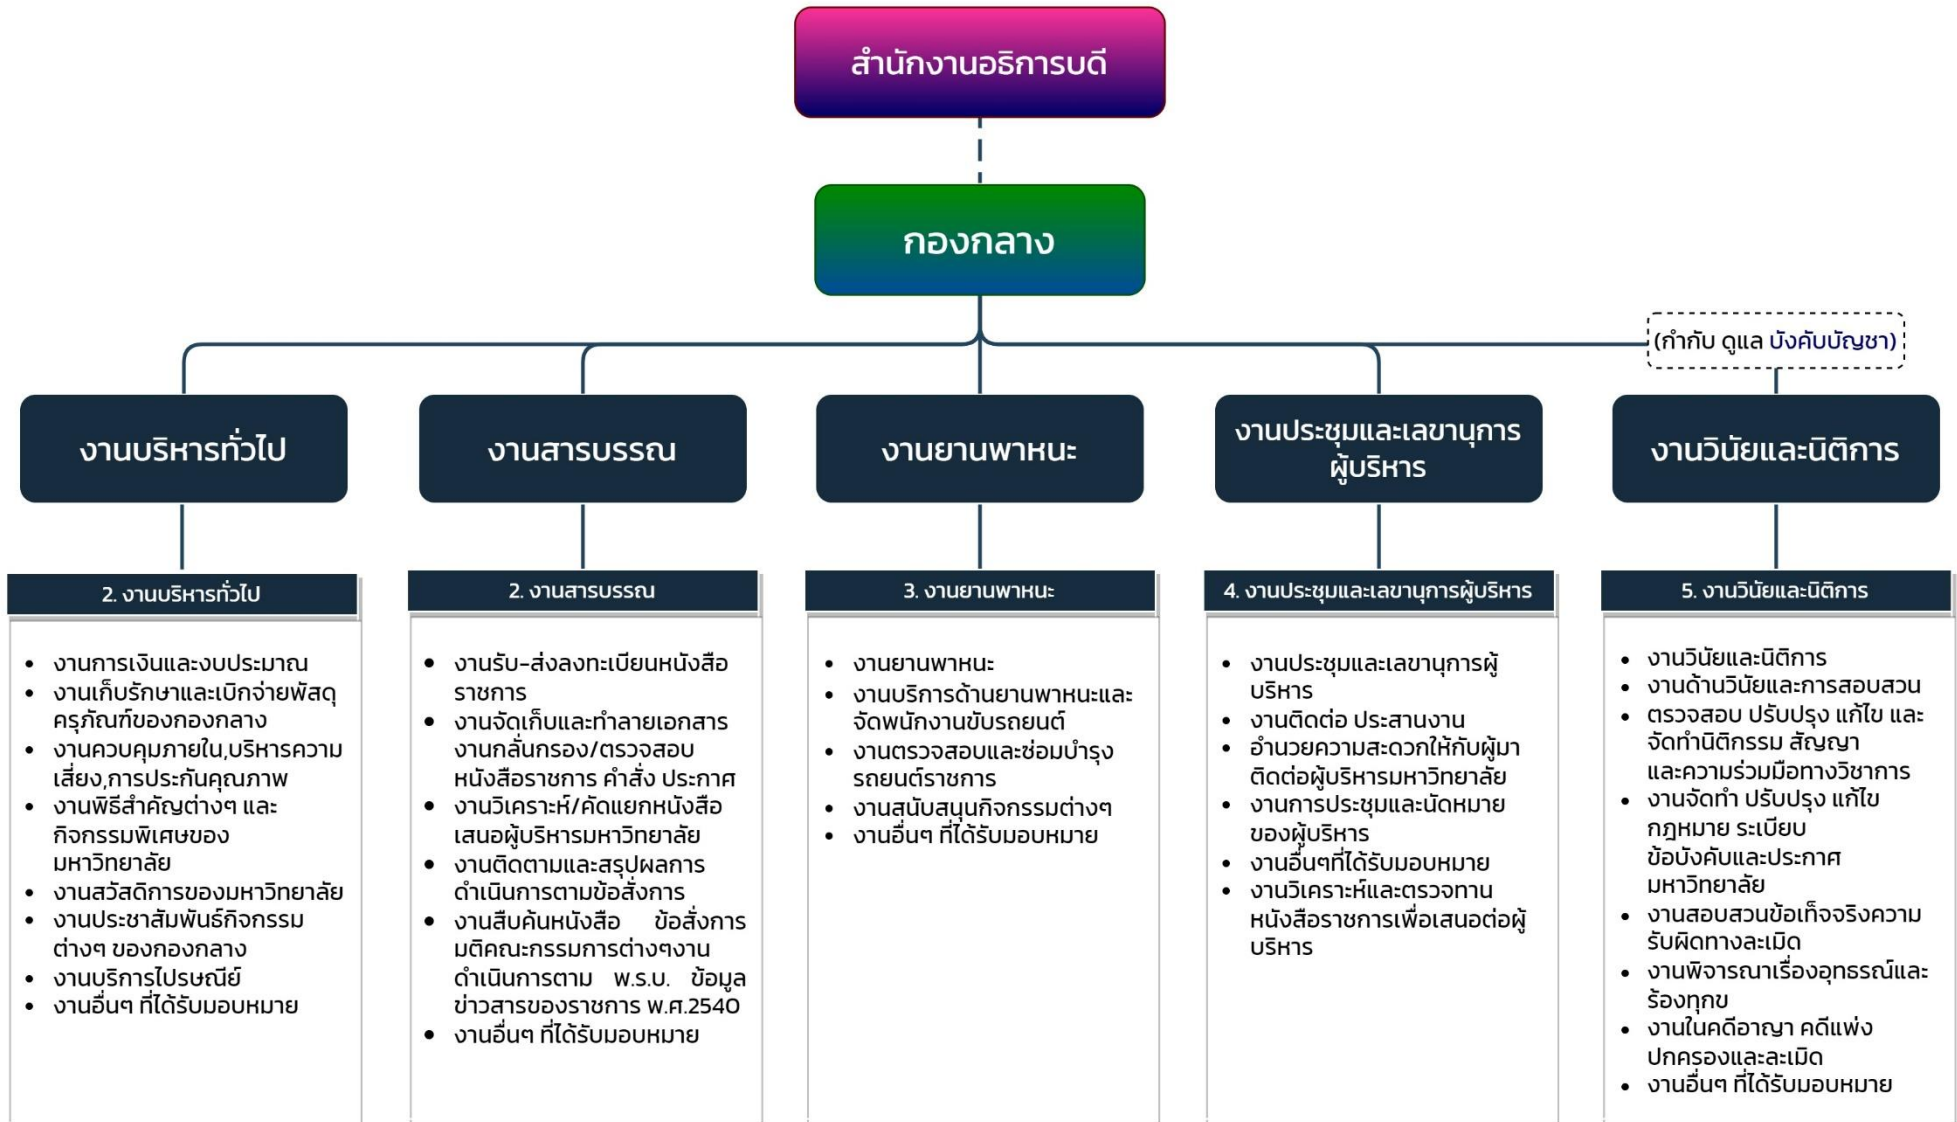 สำนักงานอธิการบดี
กองกลาง
(กำกับ ดูแล บังคับบัญชา)
งานบริหารทั่วไป
งานสารบรรณ
งานยานพาหนะ
งานประชุมและเลขานุการ
ผู้บริหาร
งานวินัยและนิติการ
2. งานบริหารทั่วไป
• งานการเงินและงบประมาณ
• งานเก็บรักษาและเบิกจ่ายพัสดุ
ครุภัณฑ์ของกองกลาง
• งานควบคุมภายใน,บริหารความ
เสี่ยง,การประกันคุณภาพ
• งานพิธีสำคัญต่างๆ และ
กิจกรรมพิเศษของ
มหาวิทยาลัย
• งานสวัสดิการของมหาวิทยาลัย
• งานประชาสัมพันธ์กิจกรรม
ต่างๆ ของกองกลาง
• งานบริการไปรษณีย์
• งานอื่นๆ ที่ได้รับมอบหมาย
2. งานสารบรรณ
• งานรับ-ส่งลงทะเบียนหนังสือ
ราชการ
• งานจัดเก็บและทำลายเอกสาร
งานกลั่นกรอง/ตรวจสอบ
หนังสือราชการ คำสั่ง ประกาศ
• งานวิเคราะห์/คัดแยกหนังสือ
เสนอผู้บริหารมหาวิทยาลัย
• งานติดตามและสรุปผลการ
ดำเนินการตามข้อสั่งการ
• งานสืบค้นหนังสือ ข้อสั่งการ
มติคณะกรรมการต่างๆงาน
ดำเนินการตาม พ.ร.บ. ข้อมูล
ข่าวสารของราชการ พ.ศ.2540
• งานอื่นๆ ที่ได้รับมอบหมาย
3. งานยานพาหนะ
• งานยานพาหนะ
• งานบริการด้านยานพาหนะและ
จัดพนักงานขับรถยนต์
• งานตรวจสอบและซ่อมบำรุง
รถยนต์ราชการ
• งานสนับสนุนกิจกรรมต่างๆ
• งานอื่นๆ ที่ได้รับมอบหมาย
4. งานประชุมและเลขานุการผู้บริหาร
• งานประชุมและเลขานุการผู้
บริหาร
• งานติดต่อ ประสานงาน
• อำนวยความสะดวกให้กับผู้มา
ติดต่อผู้บริหารมหาวิทยาลัย
• งานการประชุมและนัดหมาย
ของผู้บริหาร
• งานอื่นๆที่ได้รับมอบหมาย
• งานวิเคราะห์และตรวจทาน
หนังสือราชการเพื่อเสนอต่อผู้
บริหาร
5. งานวินัยและนิติการ
• งานวินัยและนิติการ
• งานด้านวินัยและการสอบสวน
• ตรวจสอบ ปรับปรุง แก้ไข และ
จัดทำนิติกรรม สัญญา
และความร่วมมือทางวิชาการ
• งานจัดทำ ปรับปรุง แก้ไข
กฎหมาย ระเบียบ
ข้อบังคับและประกาศ
มหาวิทยาลัย
• งานสอบสวนข้อเท็จจริงความ
รับผิดทางละเมิด
• งานพิจารณาเรื่องอุทธรณ์และ
ร้องทุกข
• งานในคดีอาญา คดีแพ่ง
ปกครองและละเมิด
• งานอื่นๆ ที่ได้รับมอบหมาย